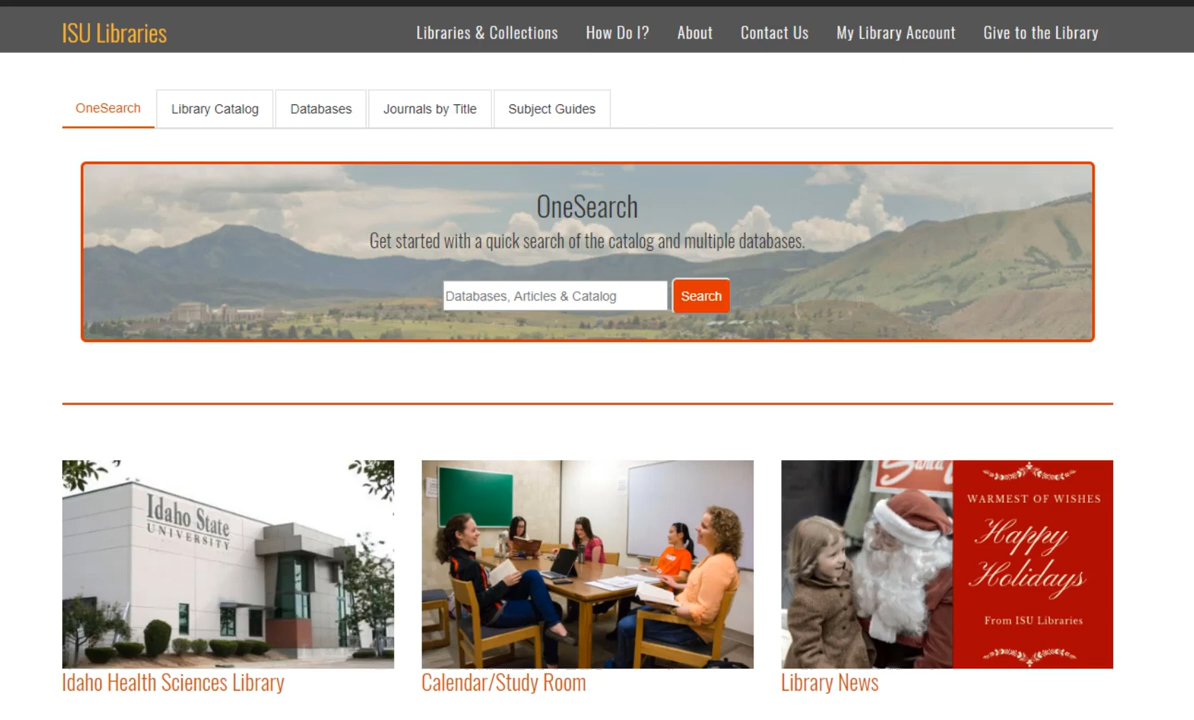 ISU Libraries
Libraries & Collections How Do I? About Contact Us My Library Account Give to the Library
OneSearch Library Catalog Databases Journals by Title Subject Guides
OneSearch
Get started with a quick search of the catalog and multiple databases.
Databases, Articles & Catalog Search
Idaho State
UNIVERSITY
WARMEST OF WISHES
Happy
Holidays
From ISU Libraries
Idaho Health Sciences Library
Calendar/Study Room
Library News